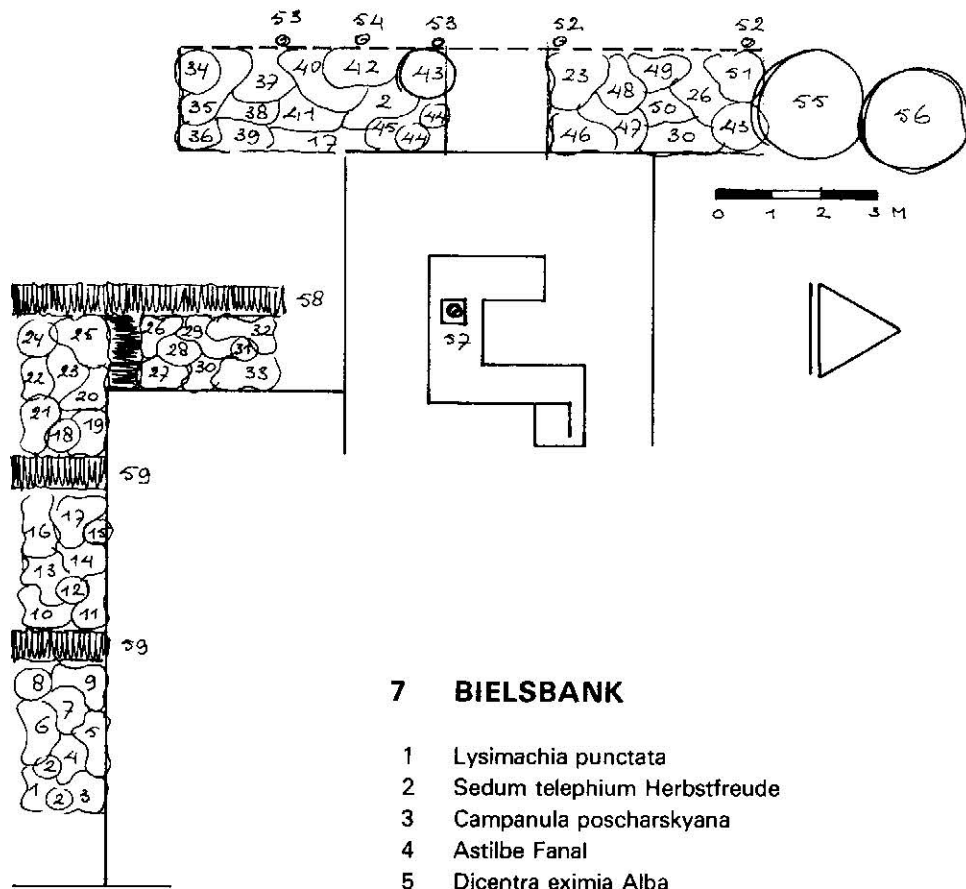 53 54 53 52 52
34 37 40 42 43 23 48 49 51 55 56
35 38 41 2 44 50 26
36 39 17 45 44 46 47 30 43
0 1 2 3 M
58
57
24 25 26 29 32
28 31
22 23 27 30 33
20
21 18 19
59
17
16 15
14
13
12
10 11
59
8 9
7
6 5
2 4
1 2 3
7 BIELSBANK
1 Lysimachia punctata
2 Sedum telephium Herbstfreude
3 Campanula poscharskyana
4 Astilbe Fanal
5 Dicentra eximia Alba